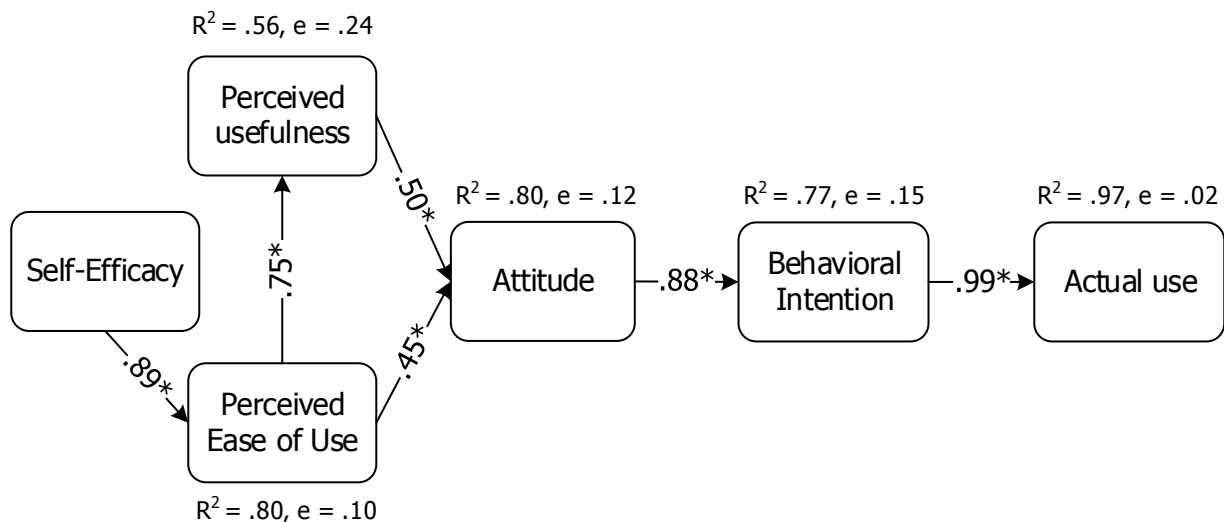 R² = .56, e = .24
Perceived
usefulness
.50*
R² = .80, e = .12
R² = .77, e = .15
R² = .97, e = .02
Self-Efficacy
.75*
Attitude
.88*
Behavioral
Intention
.99*
Actual use
.89*
.45*
Perceived
Ease of Use
R² = .80, e = .10